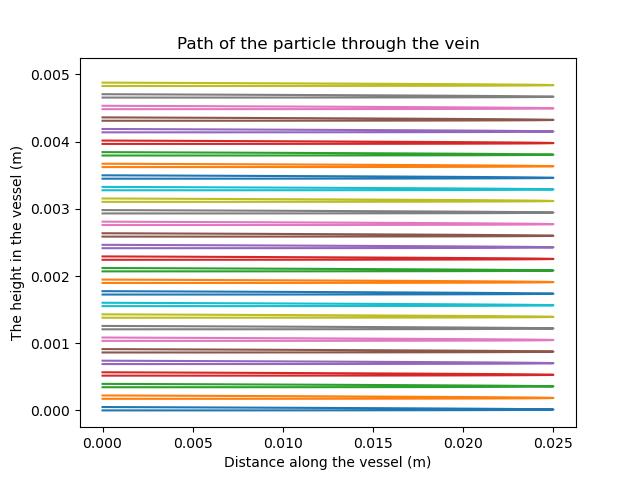 Path of the particle through the vein
0.005
0.004
0.003
0.002
0.001
0.000
The height in the vessel (m)
0.000 0.005 0.010 0.015 0.020 0.025
Distance along the vessel (m)